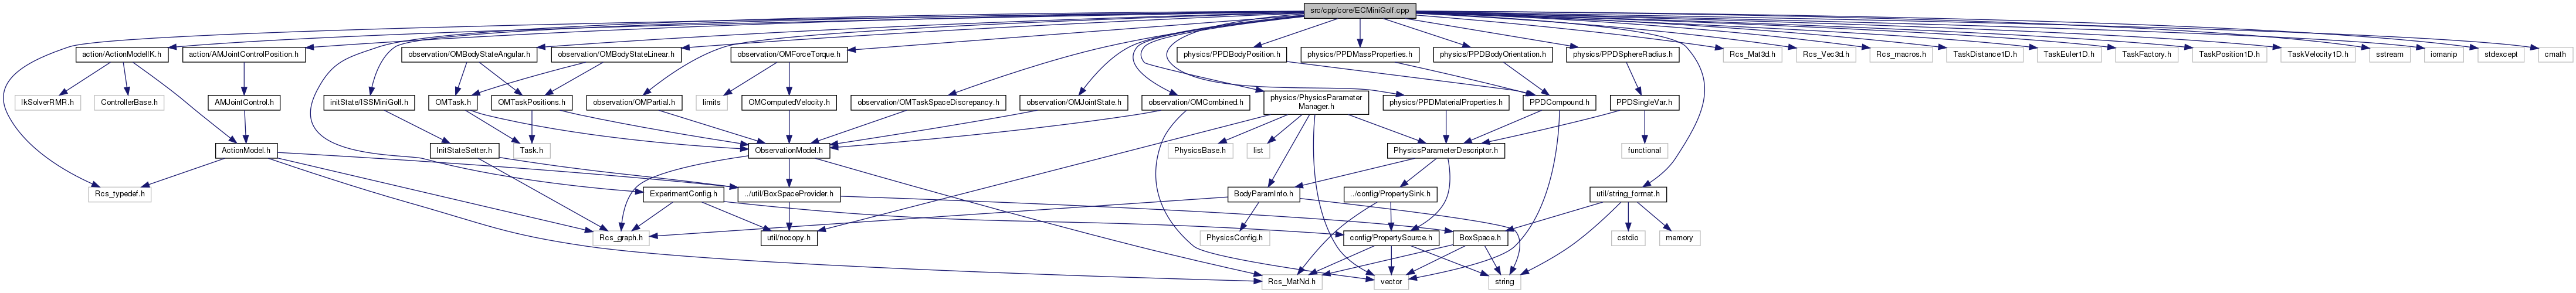 src/cpp/core/ECMiniGolf.cpp
action/ActionModelIK.h
action/AMJointControlPosition.h
observation/OMBodyStateAngular.h
observation/OMBodyStateLinear.h
observation/OMForceTorque.h
physics/PPDBodyPosition.h
physics/PPDMassProperties.h
physics/PPDBodyOrientation.h
physics/PPDSphereRadius.h
Rcs_Mat3d.h
Rcs_Vec3d.h
Rcs_macros.h
TaskDistance1D.h
TaskEuler1D.h
TaskFactory.h
TaskPosition1D.h
TaskVelocity1D.h
sstream
iomanip
stdexcept
cmath
IkSolverRMR.h
ControllerBase.h
AMJointControl.h
initState/ISSMiniGolf.h
OMTask.h
OMTaskPositions.h
observation/OMPartial.h
limits
OMComputedVelocity.h
observation/OMTaskSpaceDiscrepancy.h
observation/OMJointState.h
observation/OMCombined.h
physics/PhysicsParameter
Manager.h
physics/PPDMaterialProperties.h
PPDCompound.h
PPDSingleVar.h
ActionModel.h
InitStateSetter.h
Task.h
ObservationModel.h
PhysicsBase.h
list
PhysicsParameterDescriptor.h
functional
Rcs_typedef.h
ExperimentConfig.h
../util/BoxSpaceProvider.h
BodyParamInfo.h
../config/PropertySink.h
util/string_format.h
Rcs_graph.h
util/nocopy.h
PhysicsConfig.h
config/PropertySource.h
BoxSpace.h
cstdio
memory
Rcs_MatNd.h
vector
string